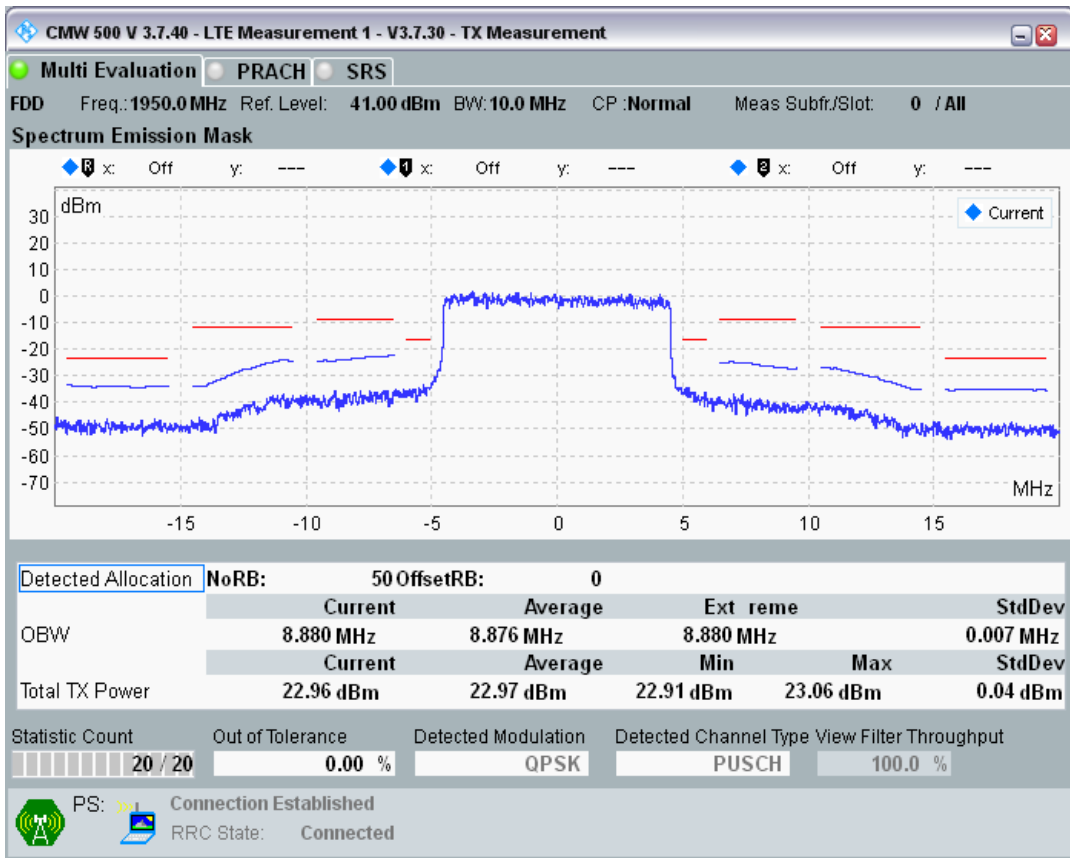 CMW 500 V 3.7.40 - LTE Measurement 1 - V3.7.30 - TX Measurement
Multi Evaluation PRACH SRS
FDD Freq.: 1950.0 MHz Ref. Level: 41.00 dBm BW: 10.0 MHz CP : Normal Meas Subfr./Slot: 0 / All
Spectrum Emission Mask
R x: Off y: --- 1 x: Off y: --- 2 x: Off y: ---
dBm
Current
30
20
10
0
-10
-20
-30
-40
-50
-60
-70
MHz
-15 -10 -5 0 5 10 15
Detected Allocation NoRB: 50 OffsetRB: 0
Current Average Ext reme StdDev
OBW 8.880 MHz 8.876 MHz 8.880 MHz 0.007 MHz
Current Average Min Max StdDev
Total TX Power 22.96 dBm 22.97 dBm 22.91 dBm 23.06 dBm 0.04 dBm
Statistic Count Out of Tolerance Detected Modulation Detected Channel Type View Filter Throughput
20 / 20 0.00 % QPSK PUSCH 100.0 %
PS: Connection Established
RRC State: Connected